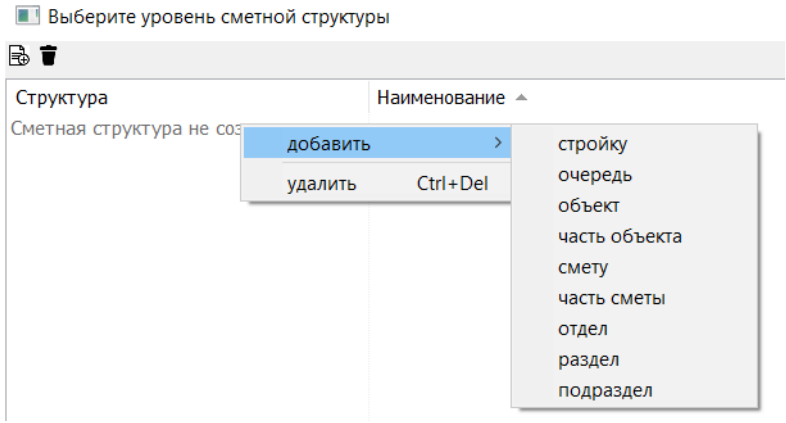 Выберите уровень сметной структуры
Структура Наименование
Сметная структура не
добавить
удалить Ctrl+Del
стройку
очередь
объект
часть объекта
смету
часть сметы
отдел
раздел
подраздел